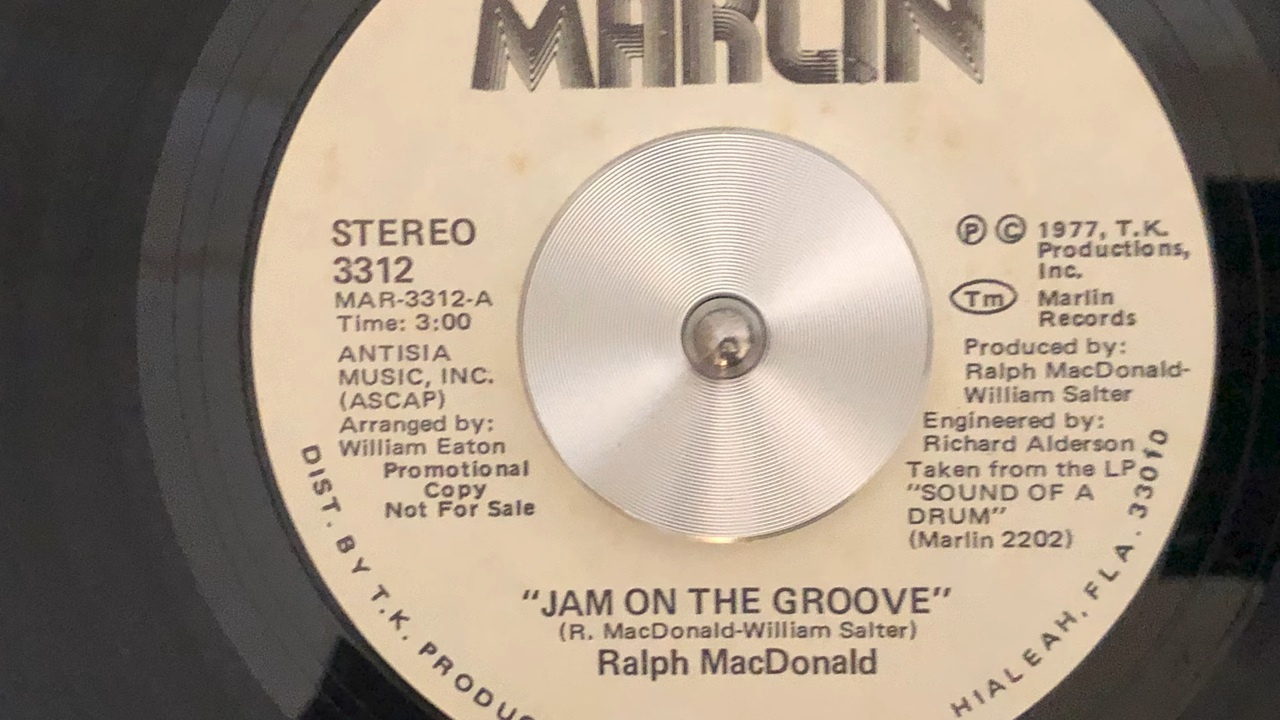 MARLIN
STEREO
3312
MAR-3312-A
Time: 3:00
ANTISIA
MUSIC, INC.
(ASCAP)
Arranged by:
William Eaton
Promotional
Copy
Not For Sale
Ⓟ © 1977, T.K.
Productions,
Inc.
Tm Marlin
Records
Produced by:
Ralph MacDonald-
William Salter
Engineered by:
Richard Alderson
Taken from the LP
"SOUND OF A
DRUM"
(Marlin 2202)
"JAM ON THE GROOVE"
(R. MacDonald-William Salter)
Ralph MacDonald
DIST. BY T.K. PRODUC
HIALEAH, FLA. 33010